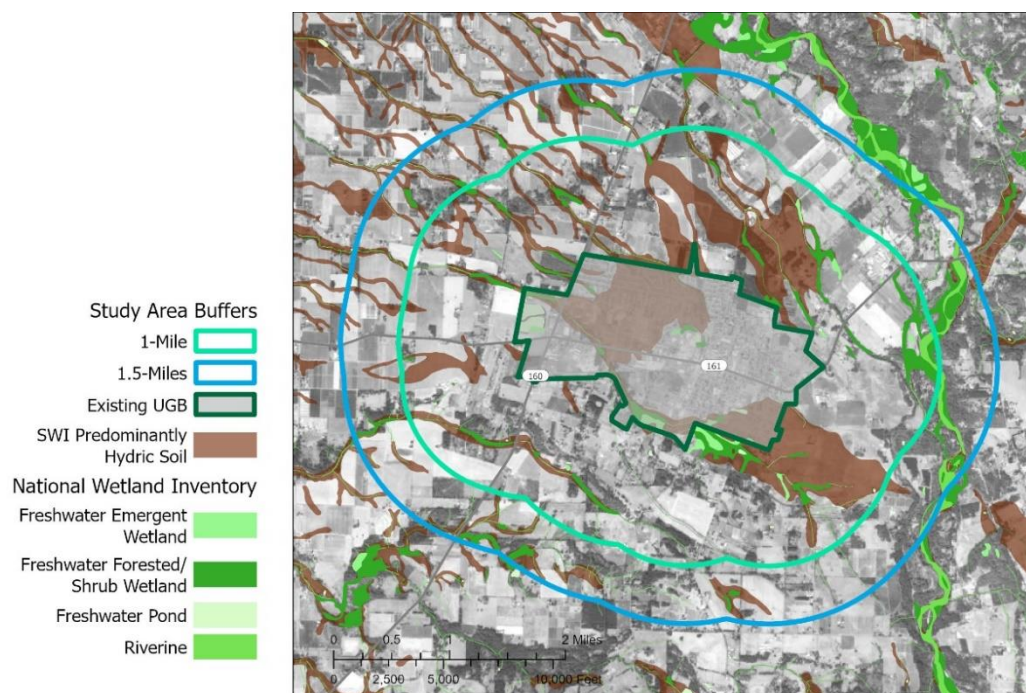 Study Area Buffers
1-Mile
1.5-Miles
Existing UGB
SWI Predominantly
Hydric Soil
National Wetland Inventory
Freshwater Emergent
Wetland
Freshwater Forested/
Shrub Wetland
Freshwater Pond
Riverine
160
161
0 0.5 1 2 Miles
0 2,500 5,000 10,000 Feet